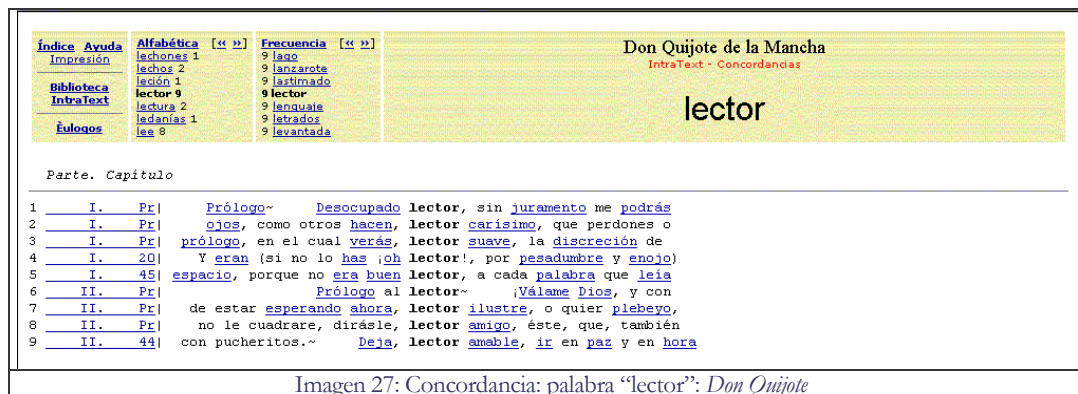 Índice Ayuda
Impresión
Biblioteca
IntraText
Èulogos
Alfabética [« »]
lechones 1
lechos 2
leción 1
lector 9
lectura 2
ledanías 1
lee 8
Frecuencia [« »]
9 lago
9 lanzarote
9 lastimado
9 lector
9 lenguaje
9 letrados
9 levantada
Don Quijote de la Mancha
IntraText - Concordancias
lector
Parte. Capítulo
1 I. Pr| Prólogo~ Desocupado lector, sin juramento me podrás
2 I. Pr| ojos, como otros hacen, lector carísimo, que perdones o
3 I. Pr| prólogo, en el cual verás, lector suave, la discreción de
4 I. 20| Y eran (si no lo has ¡oh lector!, por pesadumbre y enojo)
5 I. 45| espacio, porque no era buen lector, a cada palabra que leía
6 II. Pr| Prólogo al lector~ ¡Válame Dios, y con
7 II. Pr| de estar esperando ahora, lector ilustre, o quier plebeyo,
8 II. Pr| no le cuadrare, dirásle, lector amigo, éste, que, también
9 II. 44| con pucheritos.~ Deja, lector amable, ir en paz y en hora
Imagen 27: Concordancia: palabra “lector”: Don Quijote